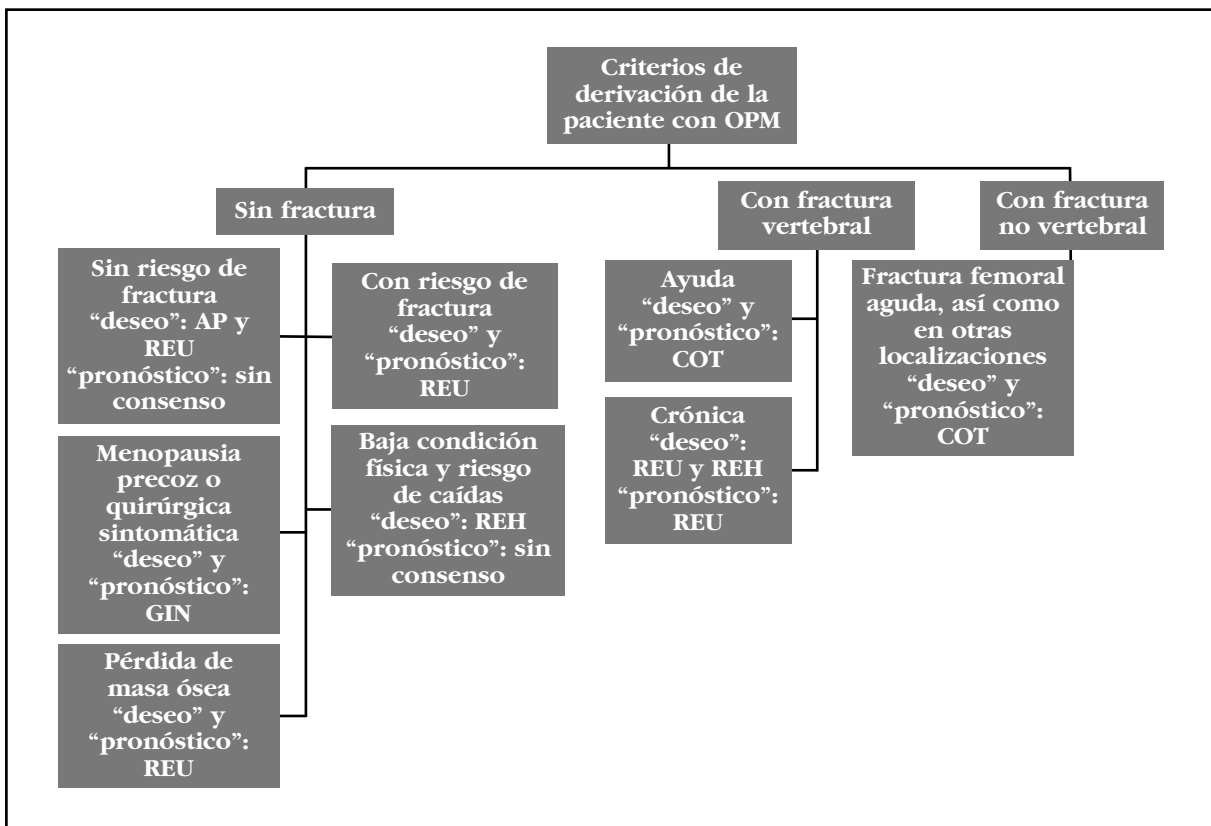 Criterios de
derivación de la
paciente con OPM
Sin fractura
Sin riesgo de
fractura
“deseo”: AP y
REU
“pronóstico”: sin
consenso
Con riesgo de
fractura
“deseo” y
“pronóstico”:
REU
Menopausia
precoz o
quirúrgica
sintomática
“deseo” y
“pronóstico”:
GIN
Baja condición
física y riesgo
de caídas
“deseo”: REH
“pronóstico”: sin
consenso
Pérdida de
masa ósea
“deseo” y
“pronóstico”:
REU
Con fractura
vertebral
Ayuda
“deseo” y
“pronóstico”:
COT
Crónica
“deseo”:
REU y REH
“pronóstico”:
REU
Con fractura
no vertebral
Fractura femoral
aguda, así como
en otras
localizaciones
“deseo” y
“pronóstico”:
COT